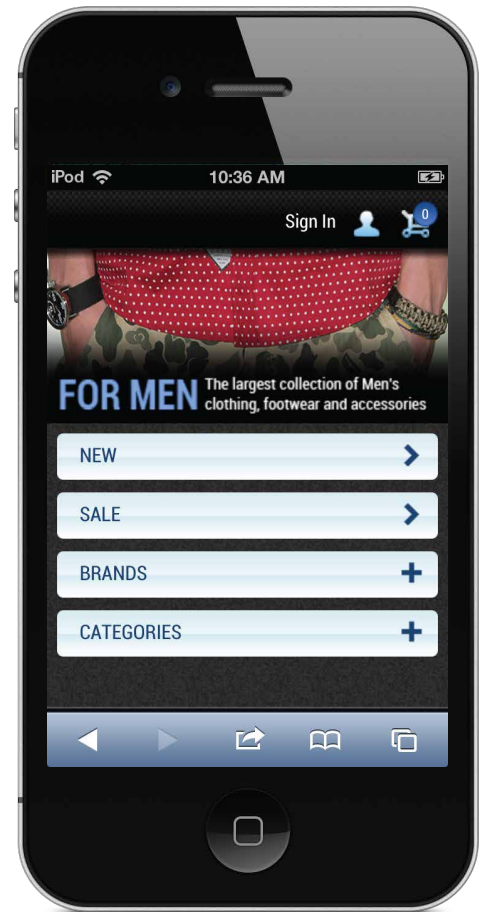 iPod 10:36 AM
Sign In 0
FOR MEN The largest collection of Men's
clothing, footwear and accessories
NEW
SALE
BRANDS
CATEGORIES